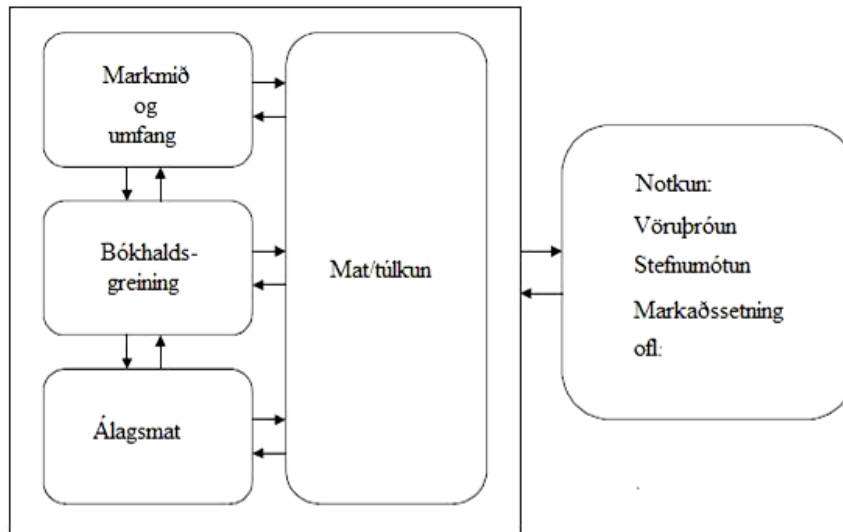 Markmið
og
umfang
Bókhalds-
greining
Álagsmat
Mat/túlkun
Notkun:
Vöruþróun
Stefnumótun
Markaðssetning
ofl: